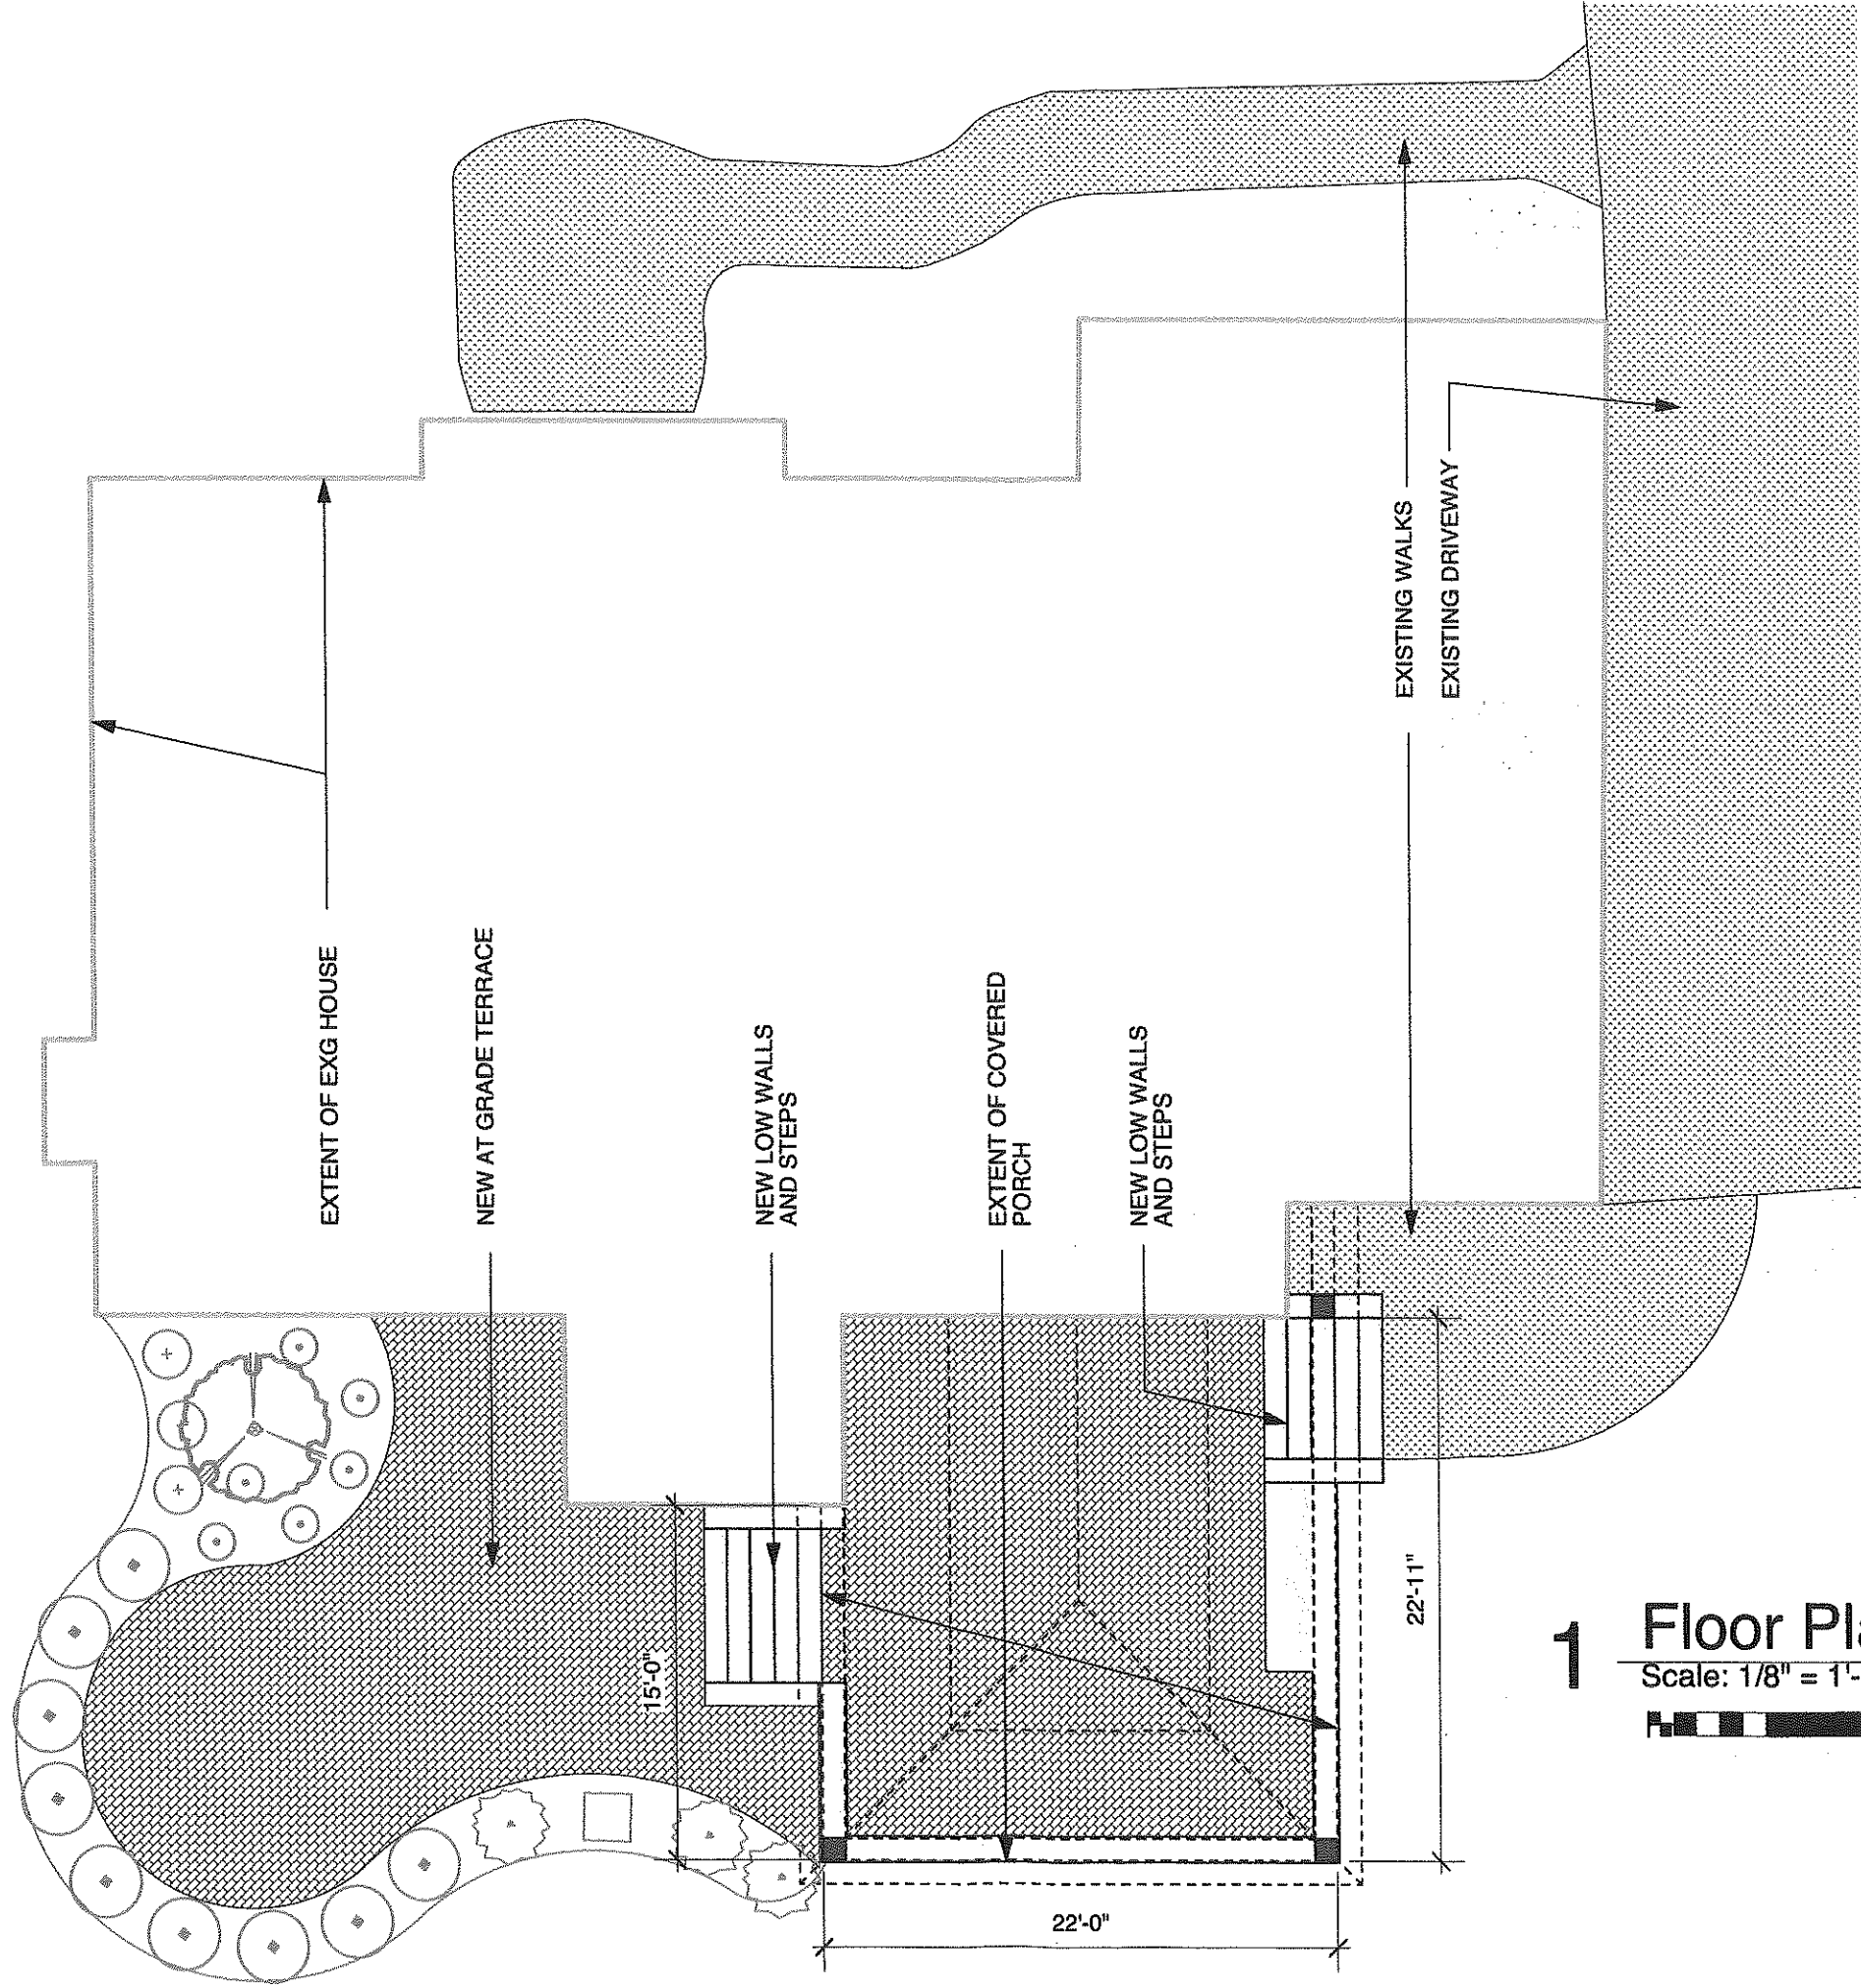 EXTENT OF EXG HOUSE
NEW AT GRADE TERRACE
NEW LOW WALLS
AND STEPS
EXTENT OF COVERED
PORCH
NEW LOW WALLS
AND STEPS
EXISTING WALKS
EXISTING DRIVEWAY
15'-0"
22'-11"
22'-0"
1
Floor Pla
Scale: 1/8" = 1'-